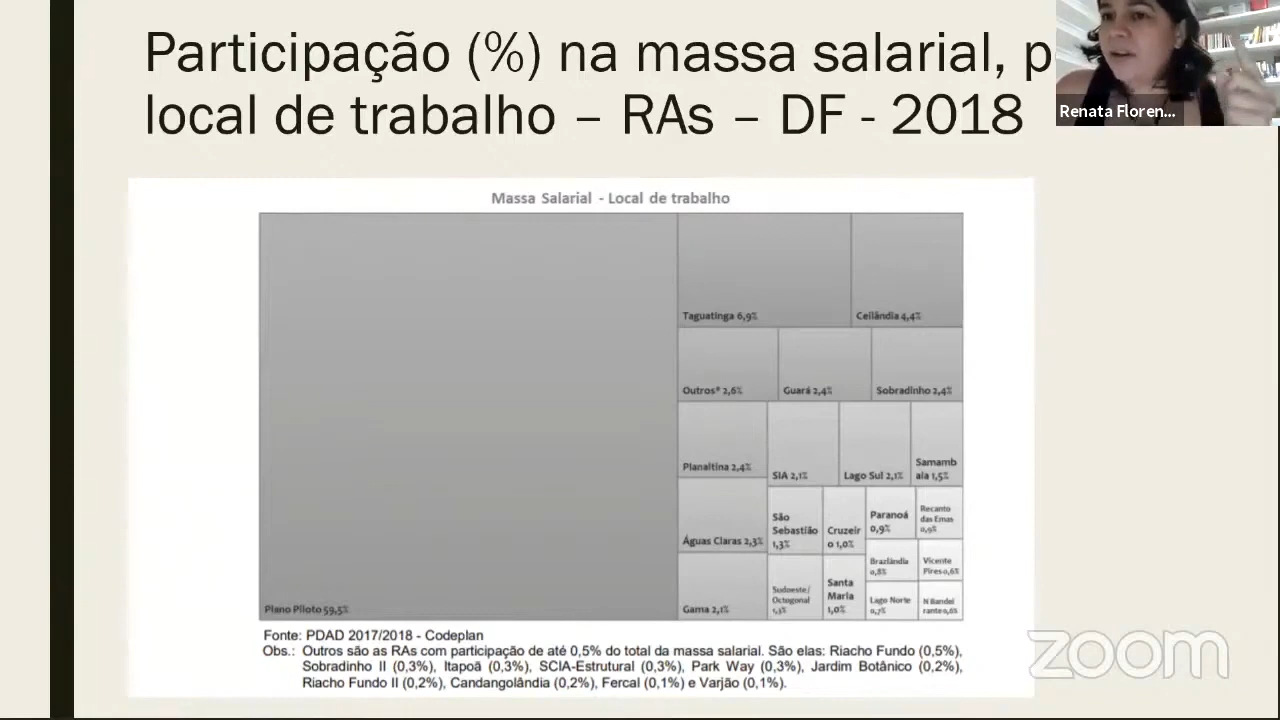 Participação (%) na massa salarial, p
local de trabalho – RAs – DF - 2018
Renata Floren...
Massa Salarial - Local de trabalho
Taguatinga 6,9%
Ceilândia 4,4%
Outros* 2,6%
Guará 2,4%
Sobradinho 2,4%
Planaltina 2,4%
SIA 2,1%
Lago Sul 2,1%
Samamb
aia 1,5%
Águas Claras 2,3%
São
Sebastião
1,3%
Cruzeir
o 1,0%
Paranoá
0,9%
Recanto
das Emas
0,9%
Brazlândia
0,8%
Vicente
Pires 0,6%
Plano Piloto 59,5%
Gama 2,1%
Sudoeste/
Octogonal
Santa
Maria
1,0%
Lago Norte
0,7%
N Bandei
rante 0,6%
Fonte: PDAD 2017/2018 - Codeplan
Obs.: Outros são as RAs com participação de até 0,5% do total da massa salarial. São elas: Riacho Fundo (0,5%),
Sobradinho II (0,3%), Itapoã (0,3%), SCIA-Estrutural (0,3%), Park Way (0,3%), Jardim Botânico (0,2%),
Riacho Fundo II (0,2%), Candangolândia (0,2%), Fercal (0,1%) e Varjão (0,1%).
zoom